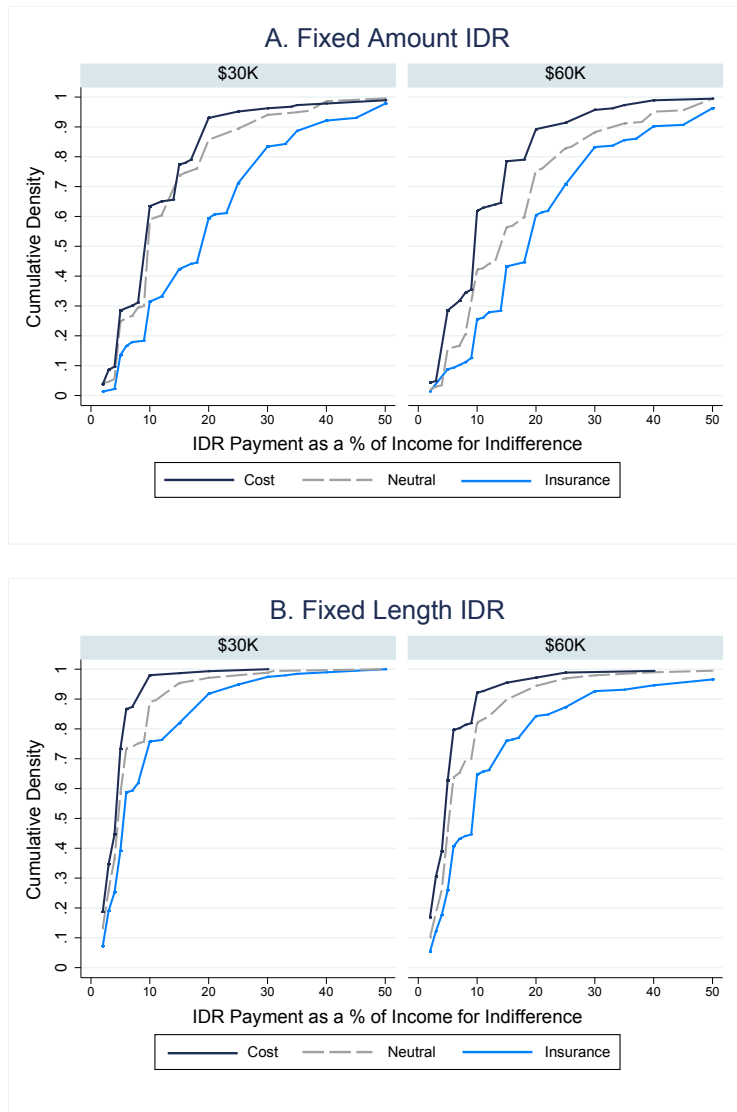 A. Fixed Amount IDR
$30K
$60K
Cumulative Density
1
.9
.8
.7
.6
.5
.4
.3
.2
.1
0
0 10 20 30 40 50
0 10 20 30 40 50
IDR Payment as a % of Income for Indifference
Cost Neutral Insurance
B. Fixed Length IDR
$30K
$60K
Cumulative Density
1
.9
.8
.7
.6
.5
.4
.3
.2
.1
0
0 10 20 30 40 50
0 10 20 30 40 50
IDR Payment as a % of Income for Indifference
Cost Neutral Insurance